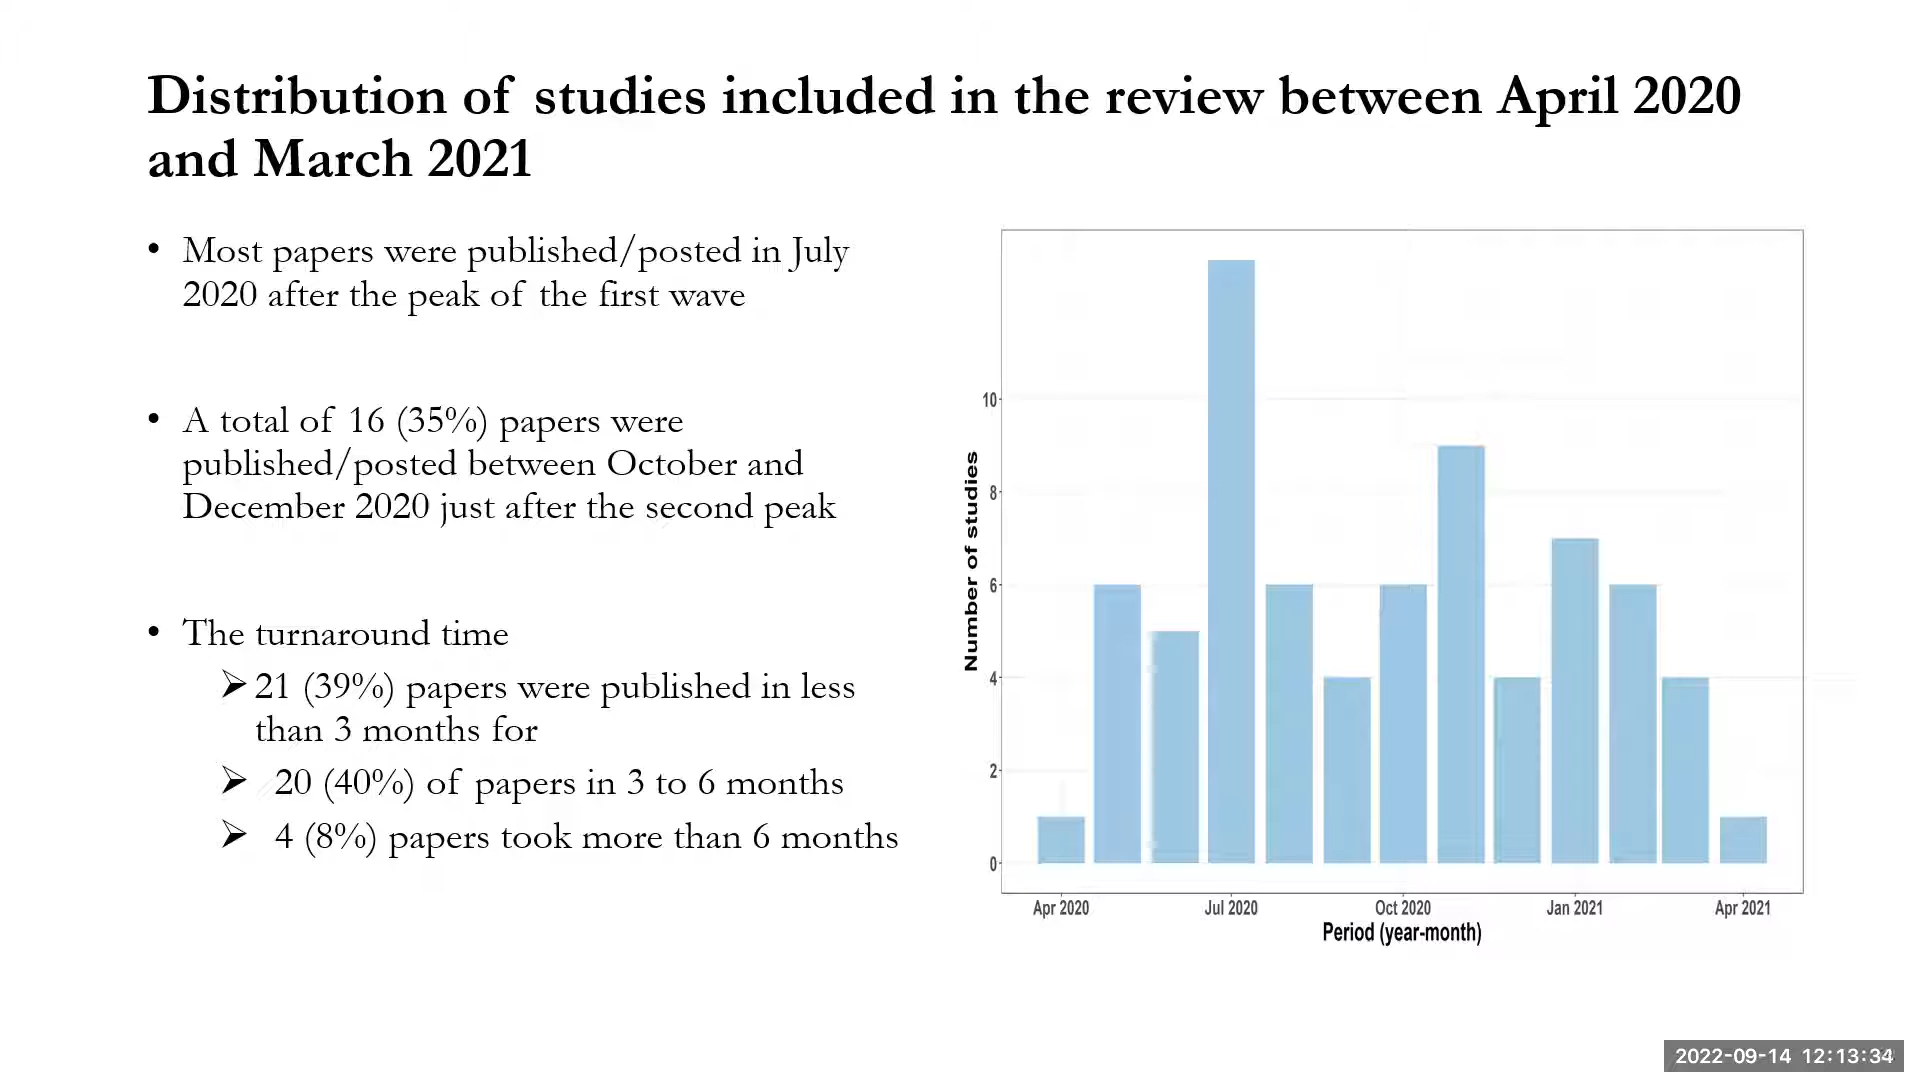 Distribution of studies included in the review between April 2020
and March 2021
• Most papers were published/posted in July
2020 after the peak of the first wave
• A total of 16 (35%) papers were
published/posted between October and
December 2020 just after the second peak
• The turnaround time
➢ 21 (39%) papers were published in less
than 3 months for
➢ 20 (40%) of papers in 3 to 6 months
➢ 4 (8%) papers took more than 6 months
Number of studies
10
8
6
4
2
0
Apr 2020 Jul 2020 Oct 2020 Jan 2021 Apr 2021
Period (year-month)
2022-09-14 12:13:34